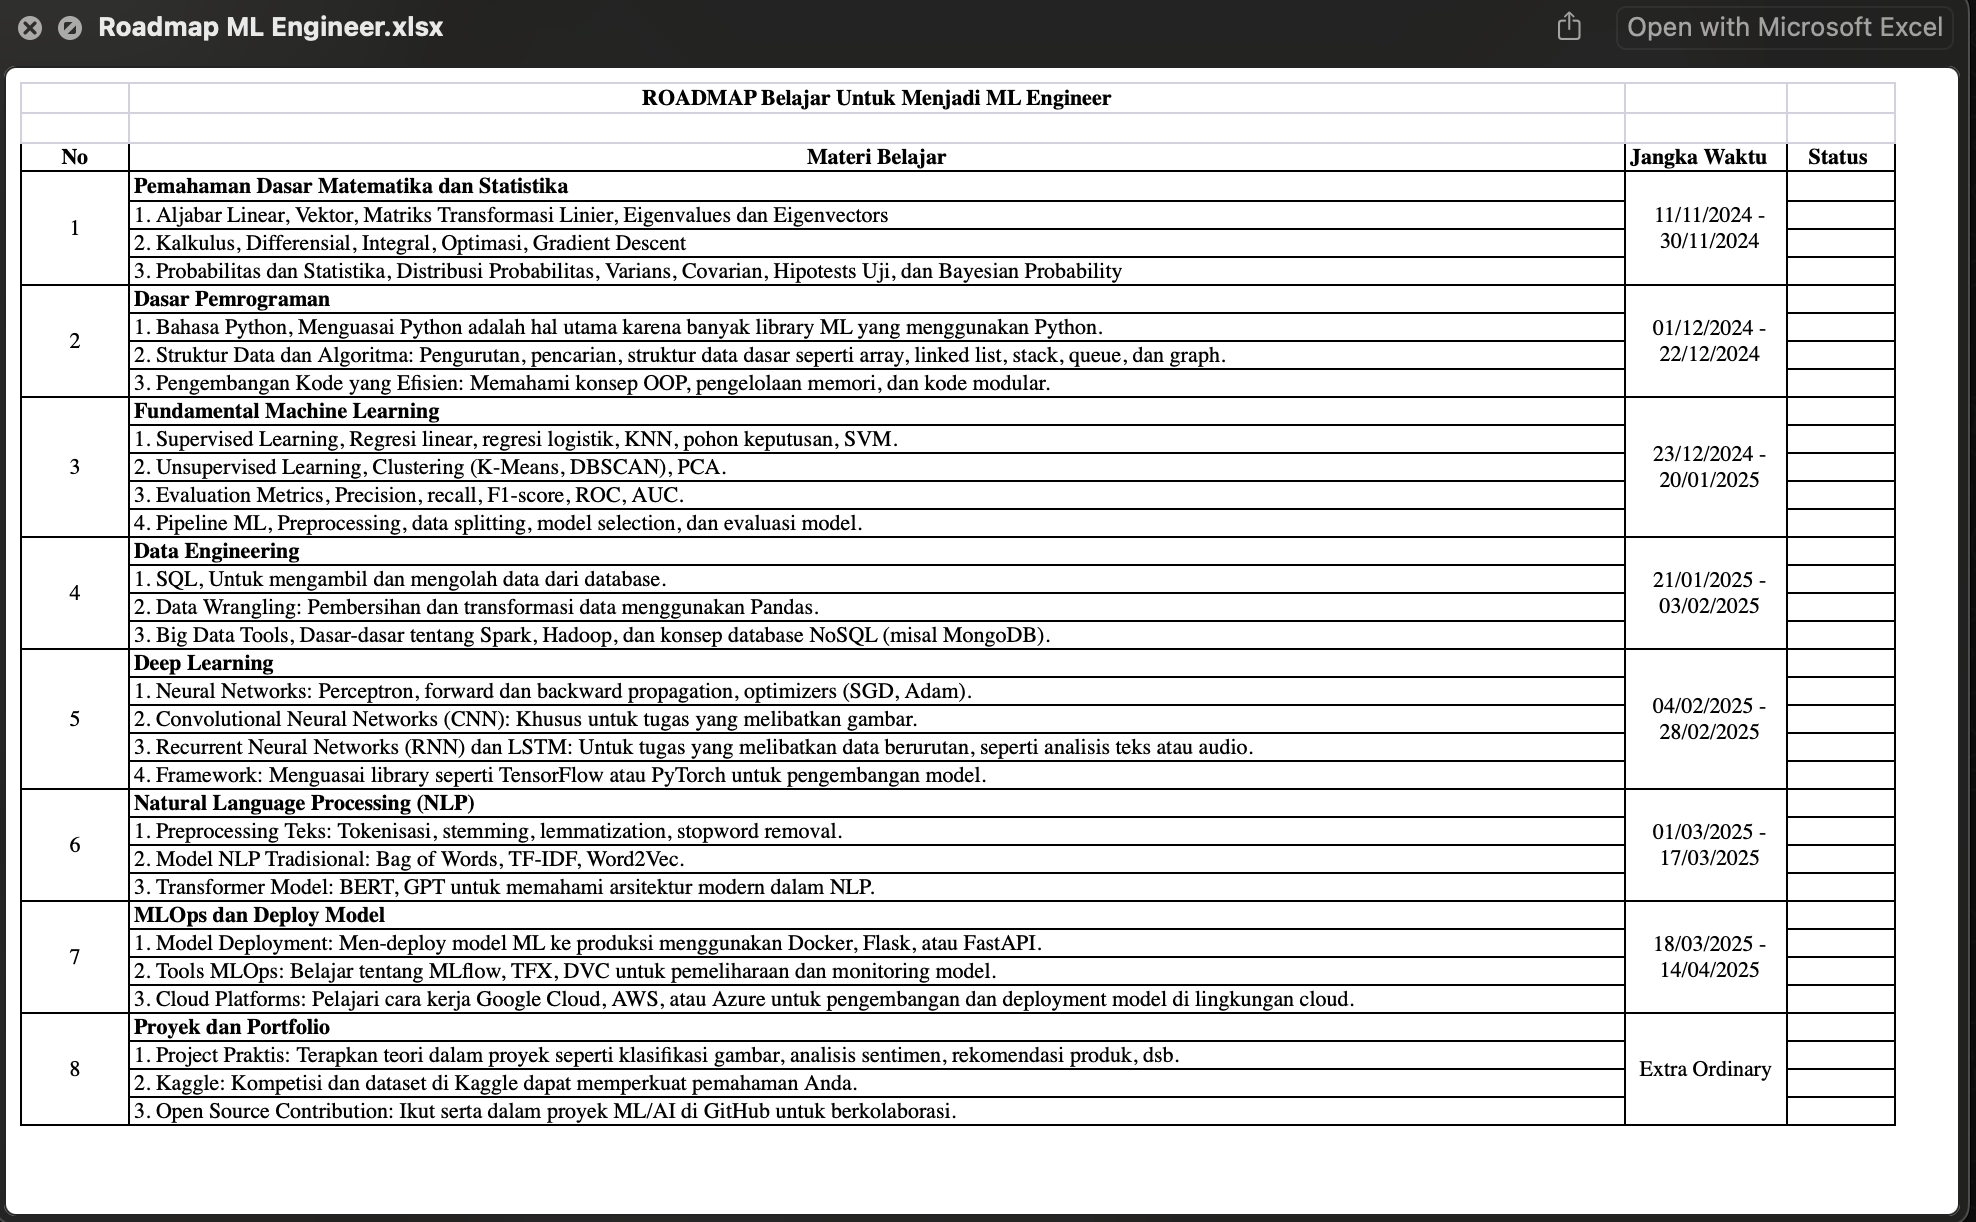 Roadmap ML Engineer.xlsx
Open with Microsoft Excel
ROADMAP Belajar Untuk Menjadi ML Engineer
No Materi Belajar Jangka Waktu Status
1
Pemahaman Dasar Matematika dan Statistika
1. Aljabar Linear, Vektor, Matriks Transformasi Linier, Eigenvalues dan Eigenvectors
2. Kalkulus, Differensial, Integral, Optimasi, Gradient Descent
3. Probabilitas dan Statistika, Distribusi Probabilitas, Varians, Covarian, Hipotests Uji, dan Bayesian Probability
11/11/2024 -
30/11/2024
2
Dasar Pemrograman
1. Bahasa Python, Menguasai Python adalah hal utama karena banyak library ML yang menggunakan Python.
2. Struktur Data dan Algoritma: Pengurutan, pencarian, struktur data dasar seperti array, linked list, stack, queue, dan graph.
3. Pengembangan Kode yang Efisien: Memahami konsep OOP, pengelolaan memori, dan kode modular.
01/12/2024 -
22/12/2024
3
Fundamental Machine Learning
1. Supervised Learning, Regresi linear, regresi logistik, KNN, pohon keputusan, SVM.
2. Unsupervised Learning, Clustering (K-Means, DBSCAN), PCA.
3. Evaluation Metrics, Precision, recall, F1-score, ROC, AUC.
4. Pipeline ML, Preprocessing, data splitting, model selection, dan evaluasi model.
23/12/2024 -
20/01/2025
4
Data Engineering
1. SQL, Untuk mengambil dan mengolah data dari database.
2. Data Wrangling: Pembersihan dan transformasi data menggunakan Pandas.
3. Big Data Tools, Dasar-dasar tentang Spark, Hadoop, dan konsep database NoSQL (misal MongoDB).
21/01/2025 -
03/02/2025
5
Deep Learning
1. Neural Networks: Perceptron, forward dan backward propagation, optimizers (SGD, Adam).
2. Convolutional Neural Networks (CNN): Khusus untuk tugas yang melibatkan gambar.
3. Recurrent Neural Networks (RNN) dan LSTM: Untuk tugas yang melibatkan data berurutan, seperti analisis teks atau audio.
4. Framework: Menguasai library seperti TensorFlow atau PyTorch untuk pengembangan model.
04/02/2025 -
28/02/2025
6
Natural Language Processing (NLP)
1. Preprocessing Teks: Tokenisasi, stemming, lemmatization, stopword removal.
2. Model NLP Tradisional: Bag of Words, TF-IDF, Word2Vec.
3. Transformer Model: BERT, GPT untuk memahami arsitektur modern dalam NLP.
01/03/2025 -
17/03/2025
7
MLOps dan Deploy Model
1. Model Deployment: Men-deploy model ML ke produksi menggunakan Docker, Flask, atau FastAPI.
2. Tools MLOps: Belajar tentang MLflow, TFX, DVC untuk pemeliharaan dan monitoring model.
3. Cloud Platforms: Pelajari cara kerja Google Cloud, AWS, atau Azure untuk pengembangan dan deployment model di lingkungan cloud.
18/03/2025 -
14/04/2025
8
Proyek dan Portfolio
1. Project Praktis: Terapkan teori dalam proyek seperti klasifikasi gambar, analisis sentimen, rekomendasi produk, dsb.
2. Kaggle: Kompetisi dan dataset di Kaggle dapat memperkuat pemahaman Anda.
3. Open Source Contribution: Ikut serta dalam proyek ML/AI di GitHub untuk berkolaborasi.
Extra Ordinary